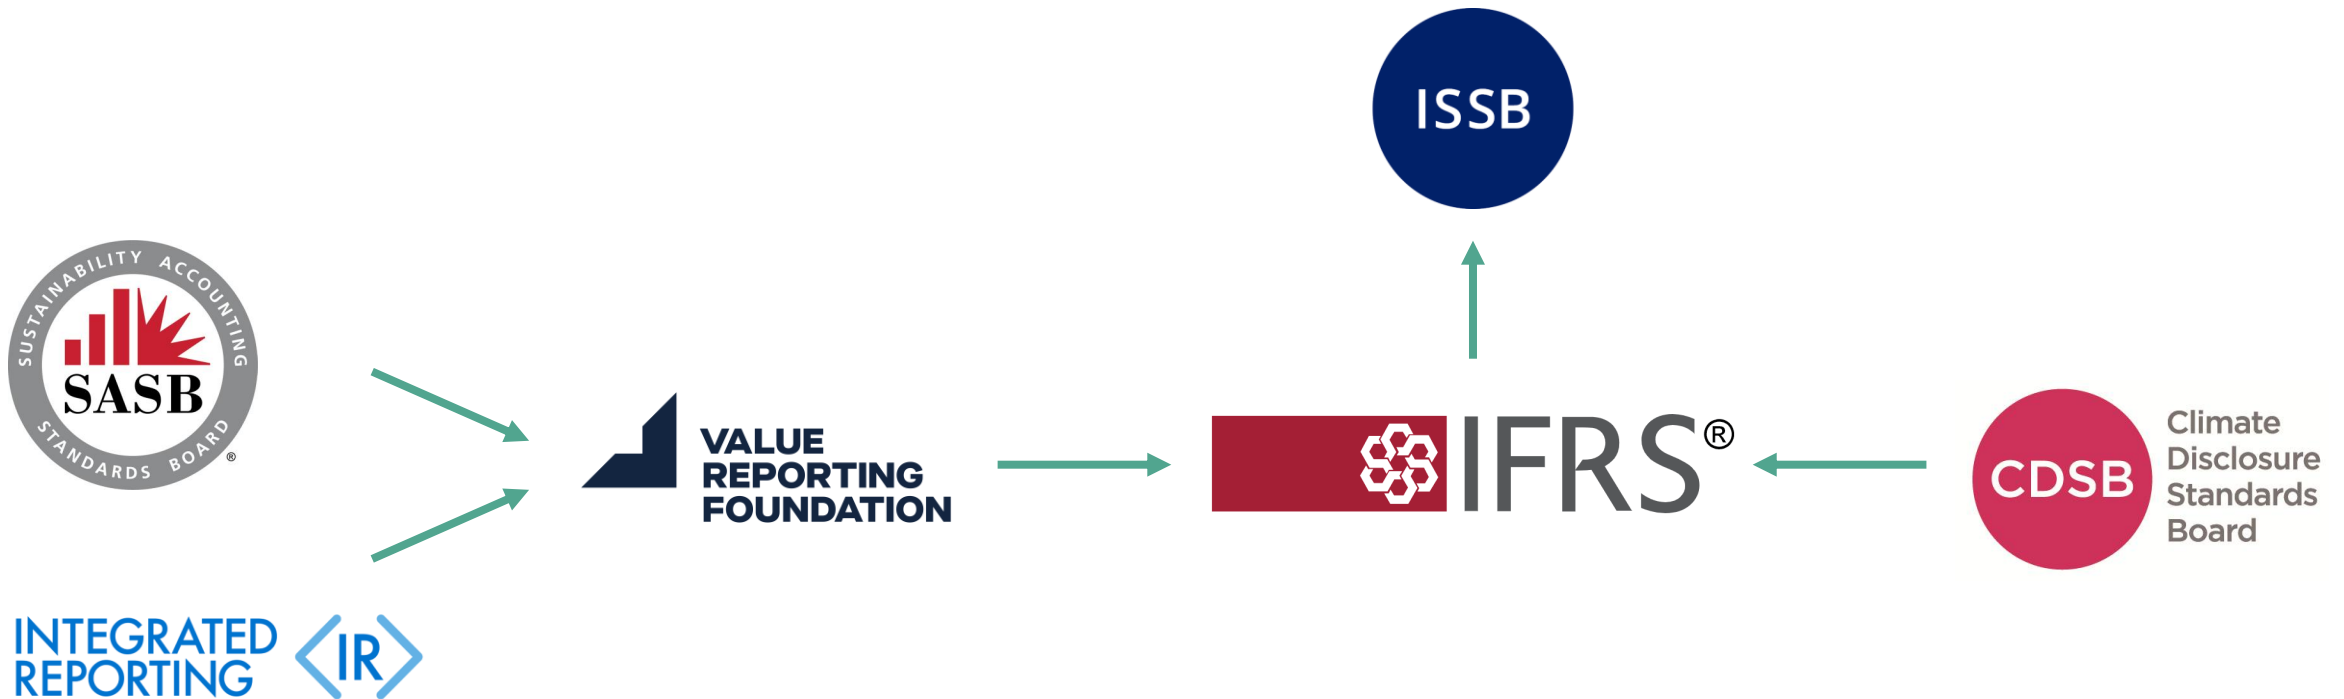 ISSB
SUSTAINABILITY ACCOUNTING
SASB
STANDARDS BOARD ®
VALUE
REPORTING
FOUNDATION
IFRS®
CDSB
Climate
Disclosure
Standards
Board
INTEGRATED
REPORTING
<IR>